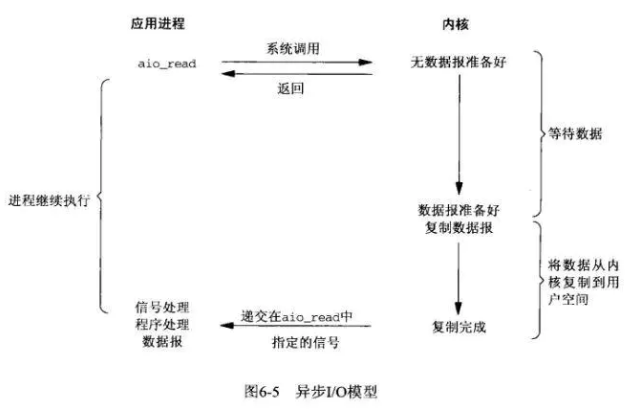 应用进程
内核
系统调用
aio_read
无数据报准备好
返回
等待数据
进程继续执行
数据报准备好
复制数据报
将数据从内
核复制到用
户空间
信号处理
程序处理
数据报
递交在aio_read中
指定的信号
复制完成
图6-5 异步I/O模型